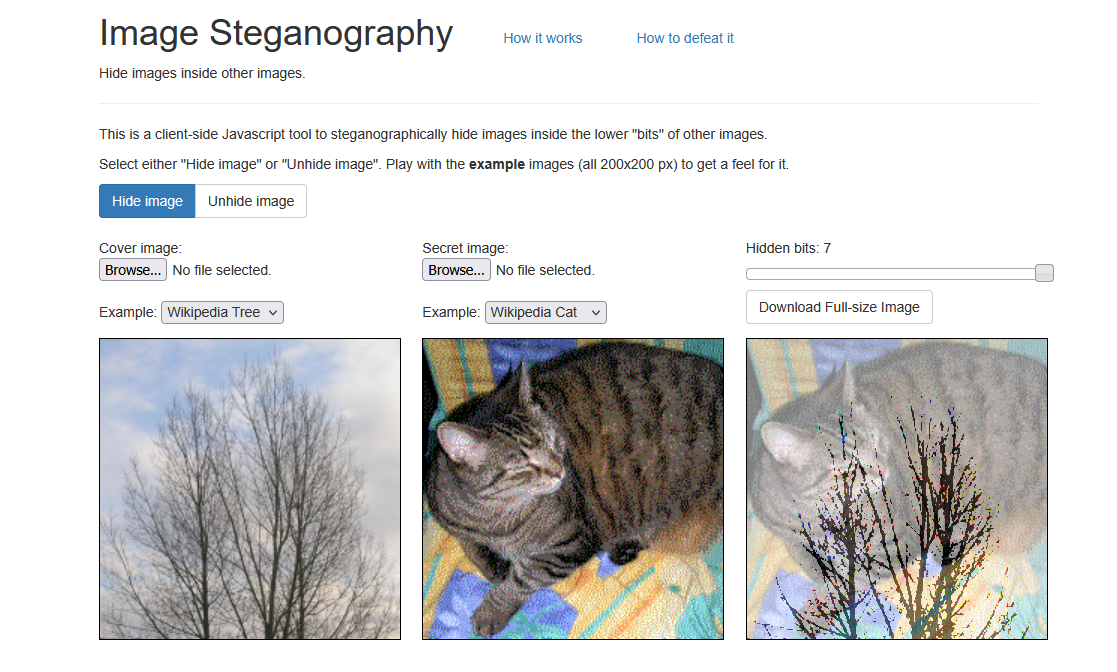 Image Steganography How it works How to defeat it
Hide images inside other images.
This is a client-side Javascript tool to steganographically hide images inside the lower "bits" of other images.
Select either "Hide image" or "Unhide image". Play with the example images (all 200x200 px) to get a feel for it.
Hide image Unhide image
Cover image: Secret image: Hidden bits: 7
Browse... No file selected. Browse... No file selected.
Download Full-size Image
Example: Wikipedia Tree Example: Wikipedia Cat